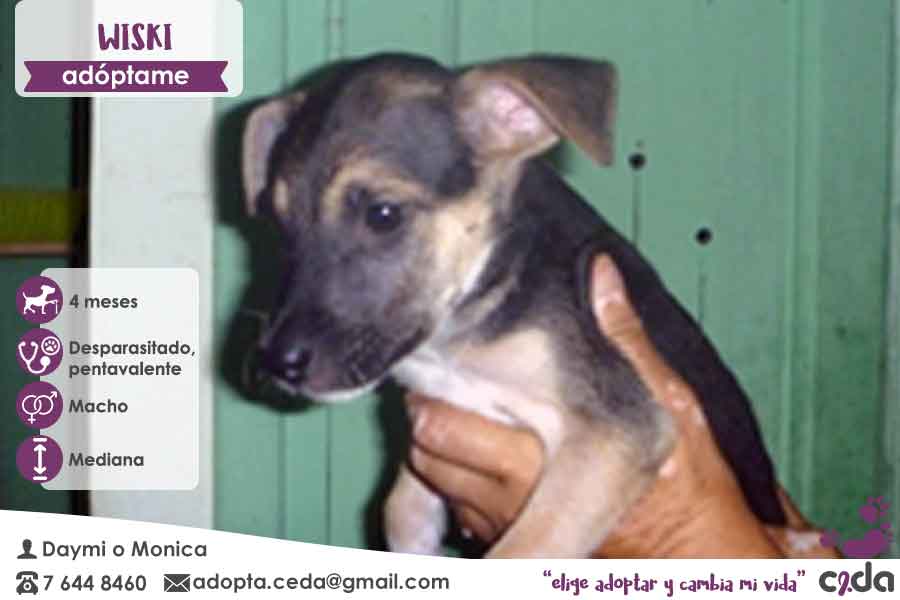 WISKI
adóptame
4 meses
Desparasitado,
pentavalente
Macho
Mediana
Daymi o Monica
7 644 8460 adopta.ceda@gmail.com
“elige adoptar y cambia mi vida” ceda